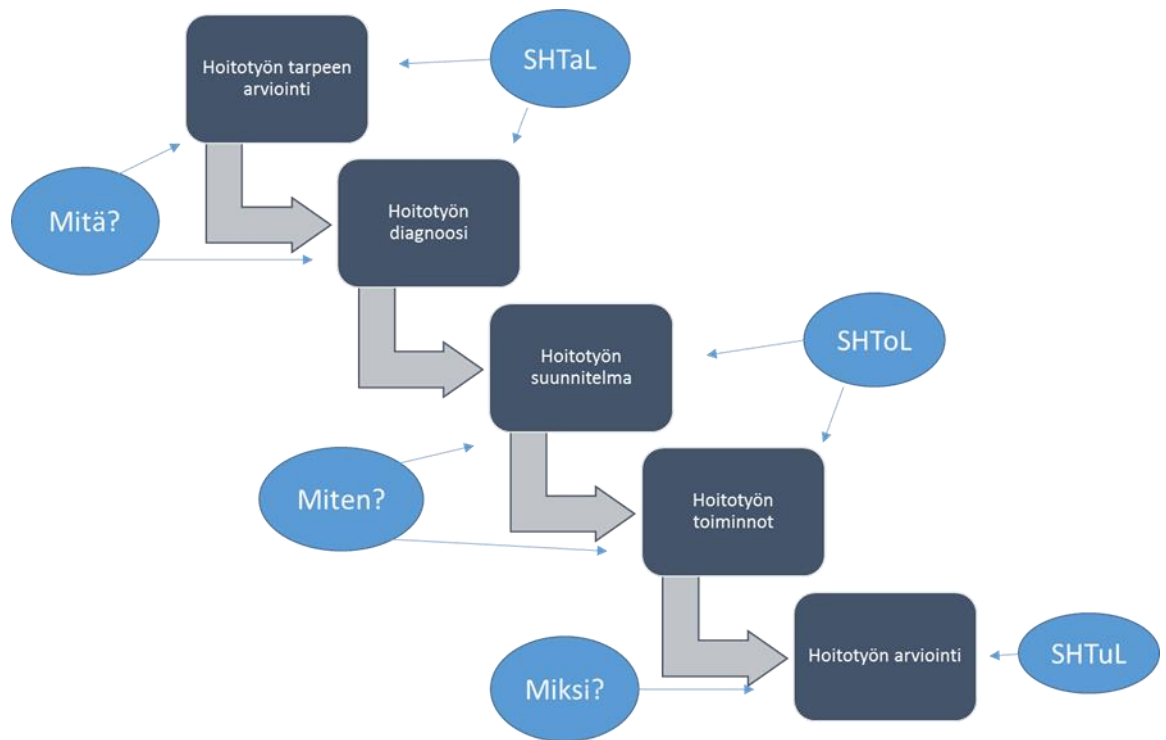 Hoitotyön tarpeen
arviointi
SHTaL
Mitä?
Hoitotyön
diagnoosi
Hoitotyön
suunnitelma
SHToL
Miten?
Hoitotyön
toiminnot
Hoitotyön arviointi
SHTuL
Miksi?